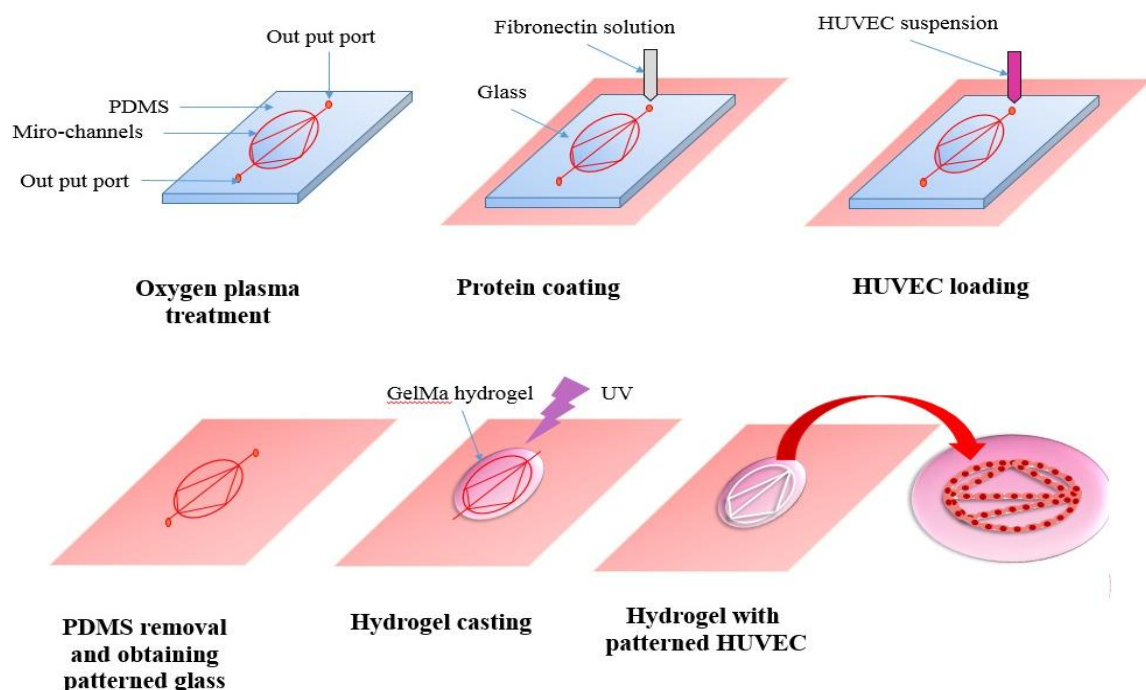 Out put port
PDMS
Miro-channels
Out put port
Oxygen plasma
treatment
Fibronectin solution
Glass
Protein coating
HUVEC suspension
HUVEC loading
PDMS removal
and obtaining
patterned glass
GelMa hydrogel
UV
Hydrogel casting
Hydrogel with
patterned HUVEC